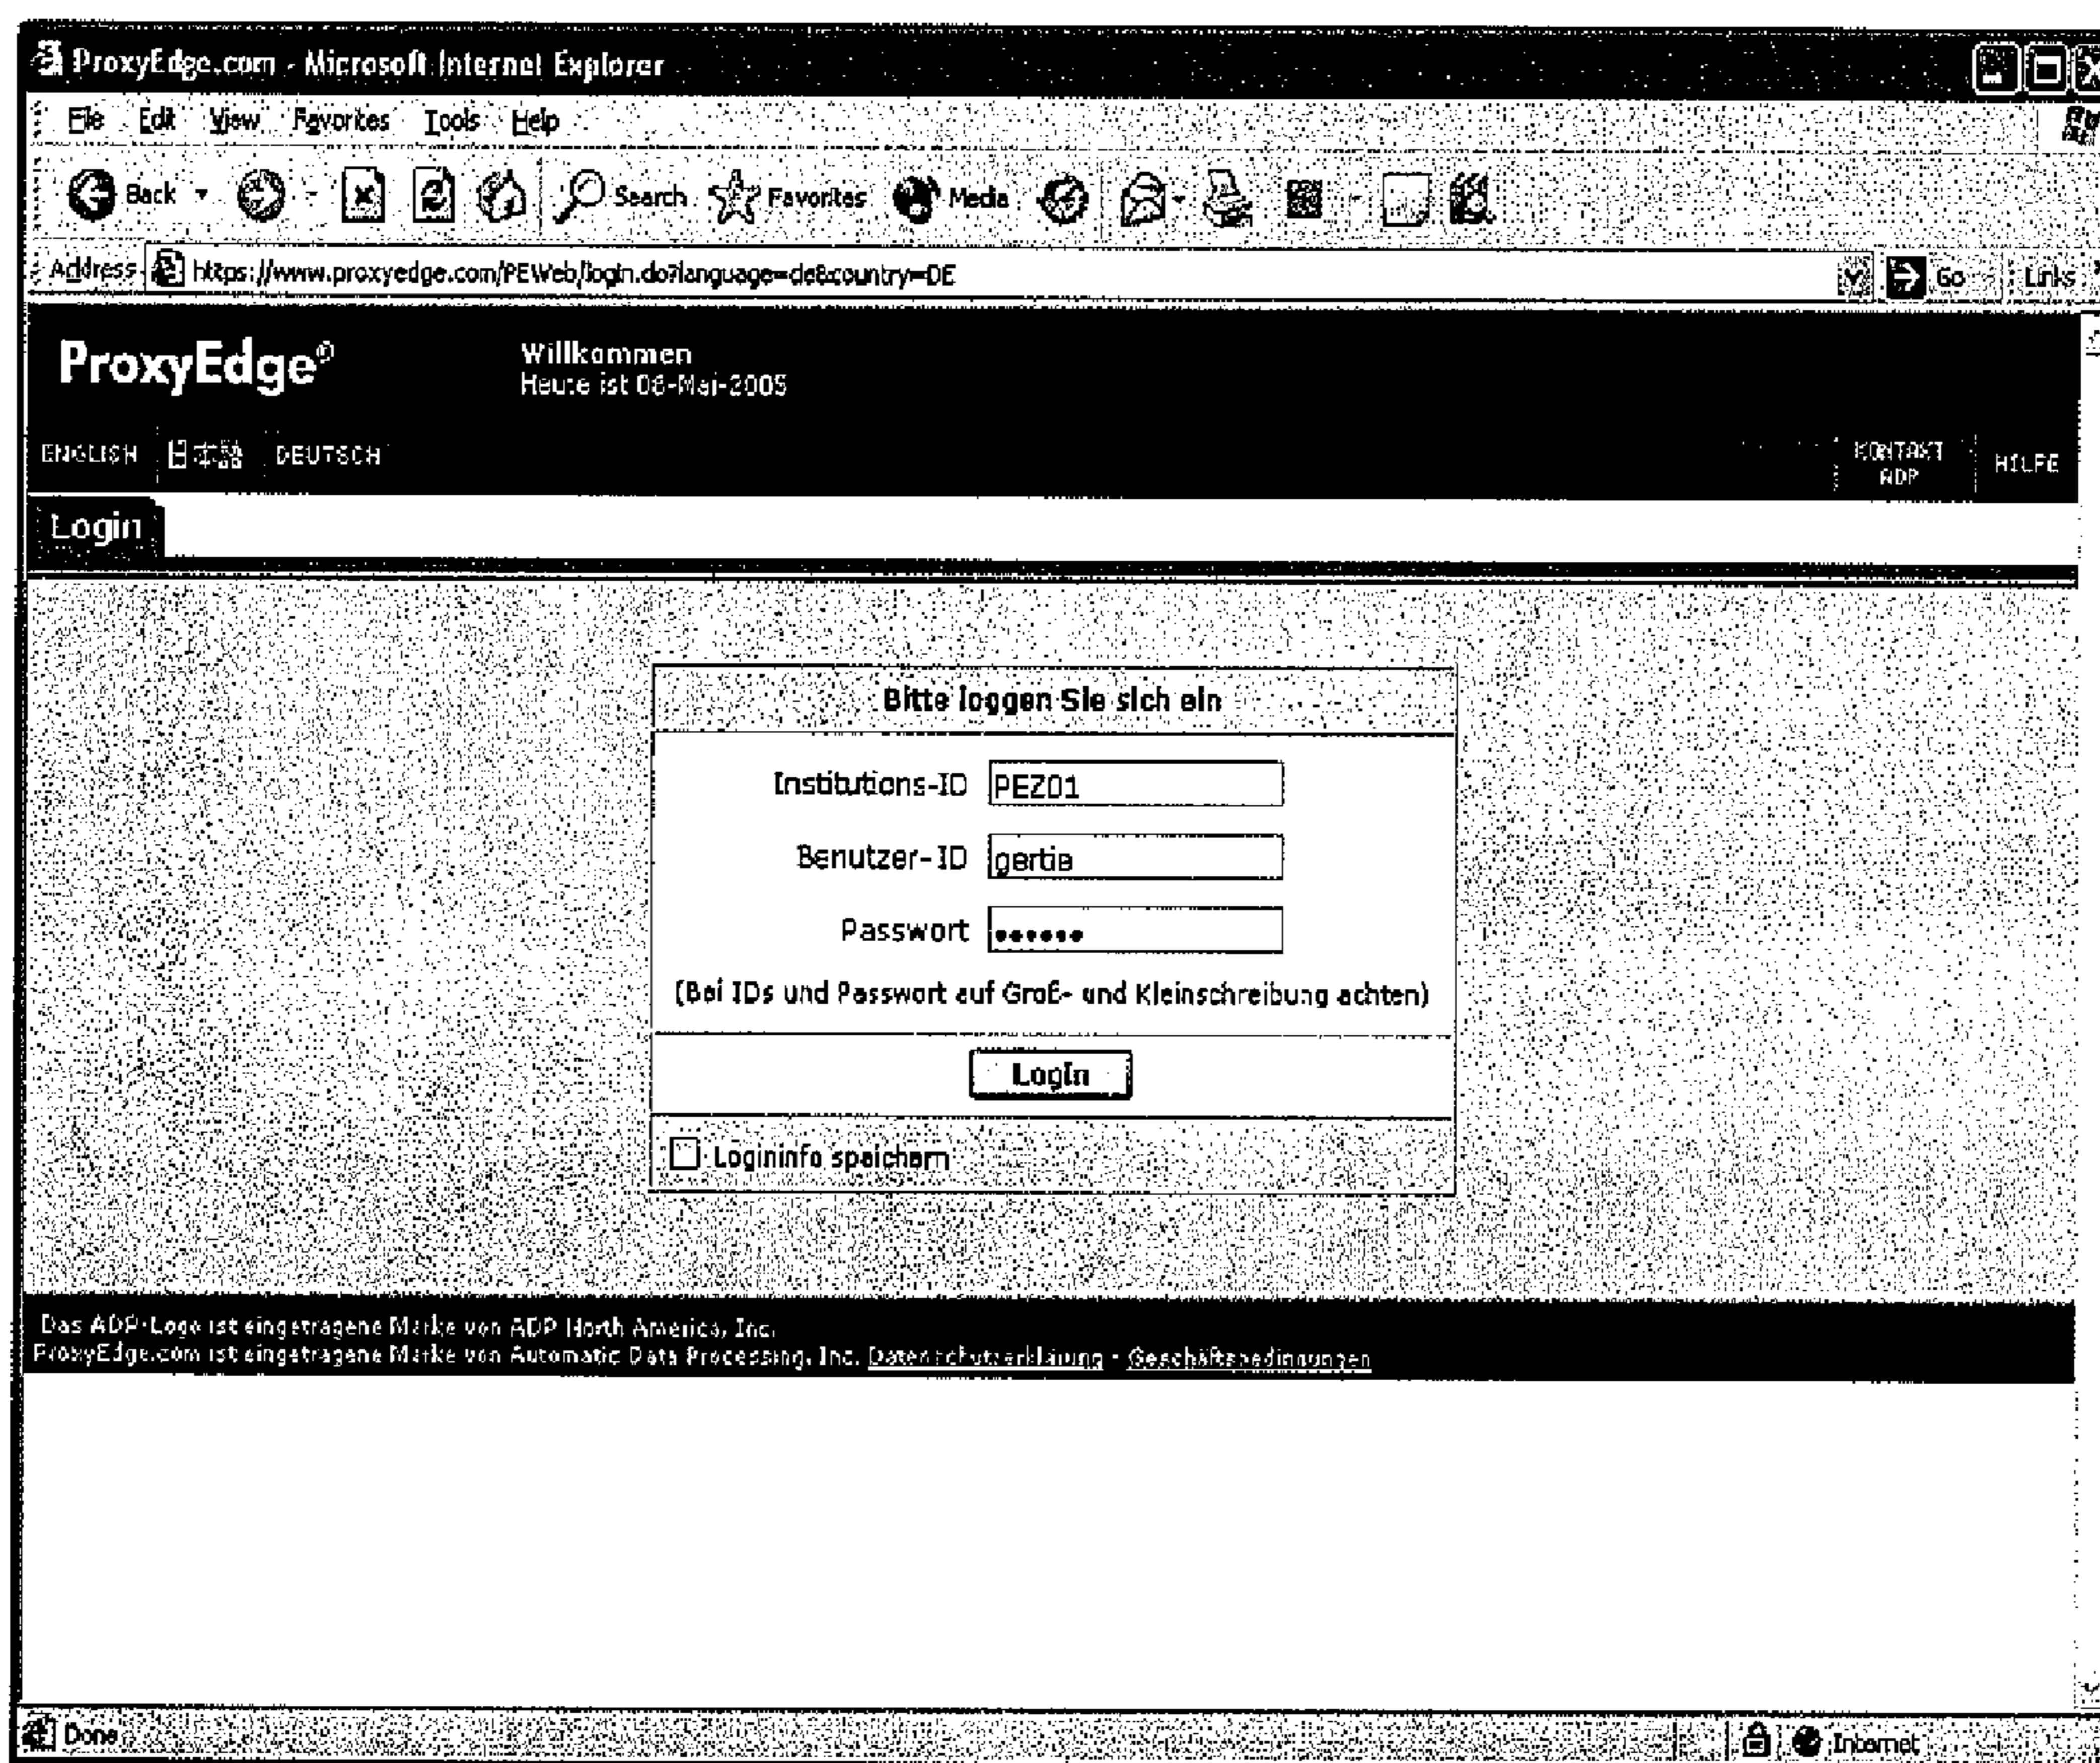 ProxyEdge.com - Microsoft Internet Explorer
File Edit View Favorites Tools Help
Back Search Favorites Media
Address https://www.proxyedge.com/PEWeb/login.do?language=de&country=DE Go Links
ProxyEdge®
Willkommen
Heute ist 08-Mai-2005
ENGLISH 日本語 DEUTSCH
KONTAKT
ADP
HILFE
Login
Bitte loggen Sie sich ein
Institutions-ID PEZ01
Benutzer-ID gertie
Passwort ••••••
(Bei IDs und Passwort auf Groß- und Kleinschreibung achten)
Login
Logininfo speichern
Das ADP-Logo ist eingetragene Marke von ADP North America, Inc.
ProxyEdge.com ist eingetragene Marke von Automatic Data Processing, Inc. Datenschutzerklärung - Geschäftsbedingungen
Done Internet